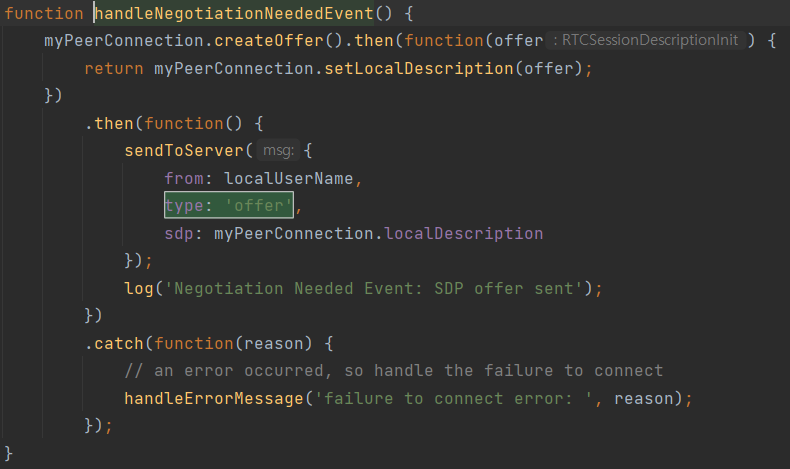 function handleNegotiationNeededEvent() {
    myPeerConnection.createOffer().then(function(offer : RTCSessionDescriptionInit ) {
        return myPeerConnection.setLocalDescription(offer);
    })
        .then(function() {
            sendToServer( msg: {
                from: localUserName,
                type: 'offer',
                sdp: myPeerConnection.localDescription
            });
            log('Negotiation Needed Event: SDP offer sent');
        })
        .catch(function(reason) {
            // an error occurred, so handle the failure to connect
            handleErrorMessage('failure to connect error: ', reason);
        });
}